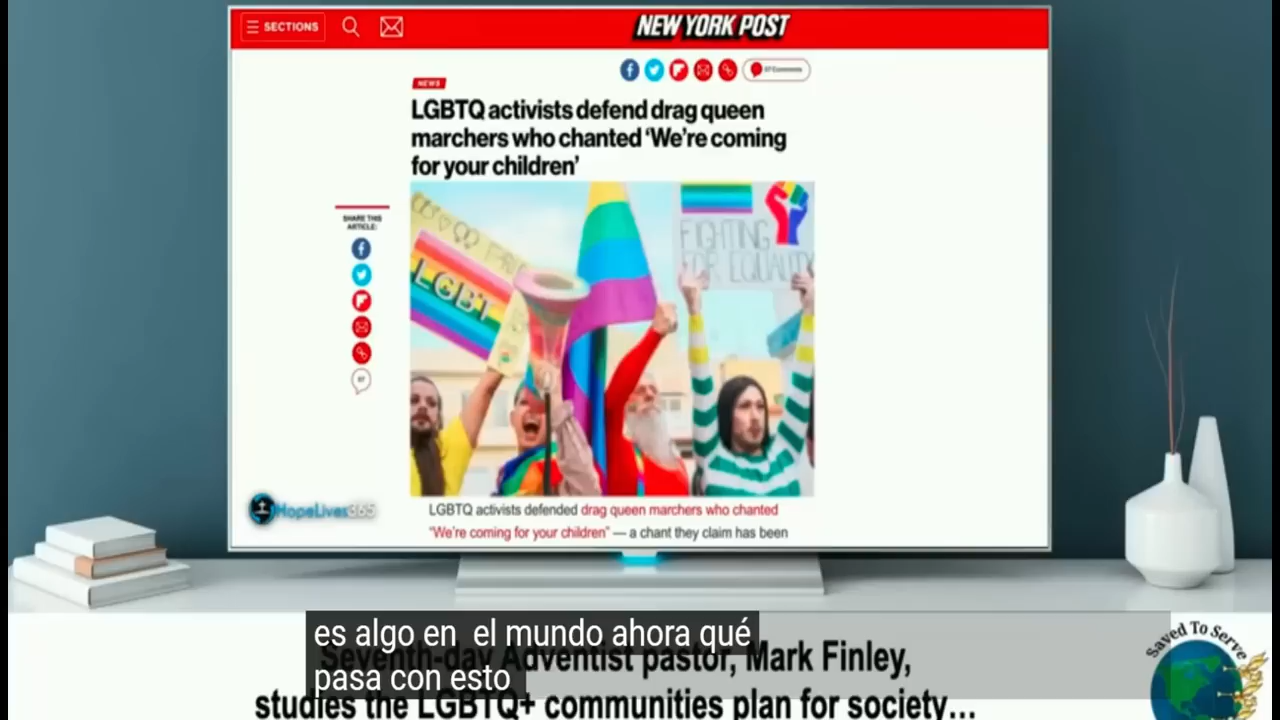 SECTIONS
NEW YORK POST
NEWS
LGBTQ activists defend drag queen
marchers who chanted ‘We’re coming
for your children’
SHARE THIS
ARTICLE:
LGBT
FIGHTING
FOR EQUALITY
HopeLives365
LGBTQ activists defended drag queen marchers who chanted
“We’re coming for your children” — a chant they claim has been
es algo en el mundo ahora qué
pasa con esto
Seventh-day Adventist pastor, Mark Finley,
studies the LGBTQ+ communities plan for society...
Saved To Serve